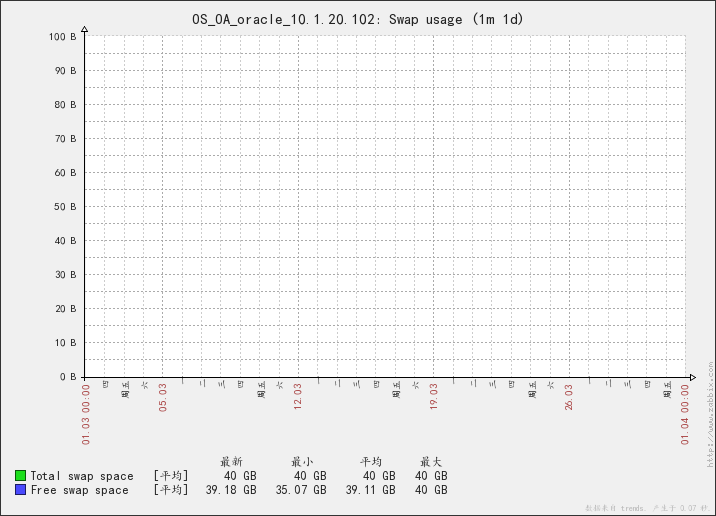 OS_OA_oracle_10.1.20.102: Swap usage (1m 1d)
100 B
90 B
80 B
70 B
60 B
50 B
40 B
30 B
20 B
10 B
0 B
01.03 00:00 四 周五 六 05.03 一 二 三 四 周五 六 12.03 一 二 三 四 周五 六 19.03 一 二 三 四 周五 六 26.03 一 二 三 四 周五 01.04 00:00
http://www.zabbix.com
最新 最小 平均 最大
Total swap space [平均] 40 GB 40 GB 40 GB 40 GB
Free swap space [平均] 39.18 GB 35.07 GB 39.11 GB 40 GB
数据来自 trends. 产生于 0.07 秒